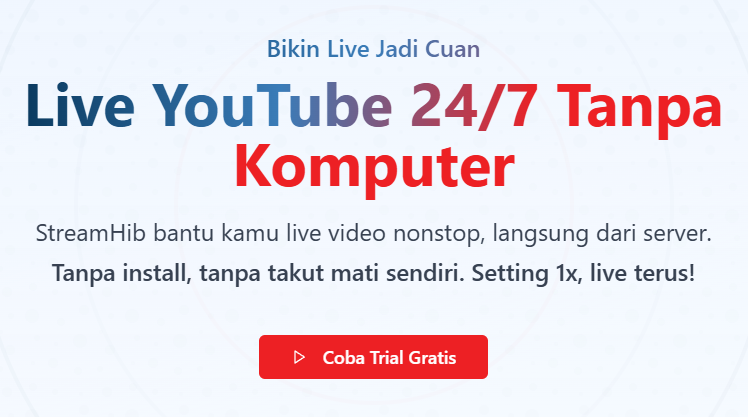 Bikin Live Jadi Cuan
Live YouTube 24/7 Tanpa
Komputer
StreamHib bantu kamu live video nonstop, langsung dari server.
Tanpa install, tanpa takut mati sendiri. Setting 1x, live terus!
Coba Trial Gratis